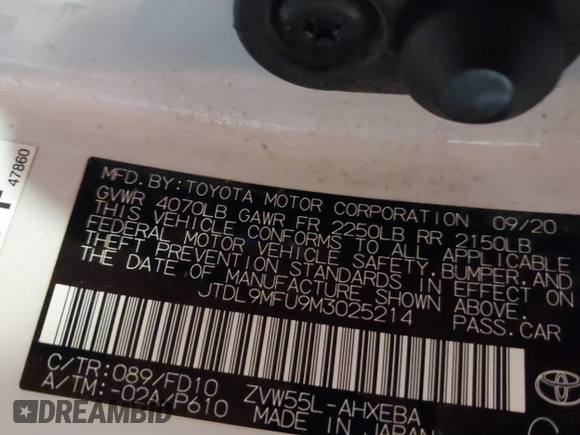 47860
MFD.BY:TOYOTA MOTOR CORPORATION 09/20
GVWR 4070LB GAWR FR 2250LB RR 2150LB
THIS VEHICLE CONFORMS TO ALL APPLICABLE
FEDERAL MOTOR VEHICLE SAFETY,BUMPER,AND
THEFT PREVENTION STANDARDS IN EFFECT ON
THE DATE OF MANUFACTURE SHOWN ABOVE.
JTDL9MFU9M3025214 PASS.CAR
C/TR:089/FD10 ZVW55L-AHXEBA
A/TM:-02A/P610 MADE IN JAPAN
TOYOTA
DREAMBID